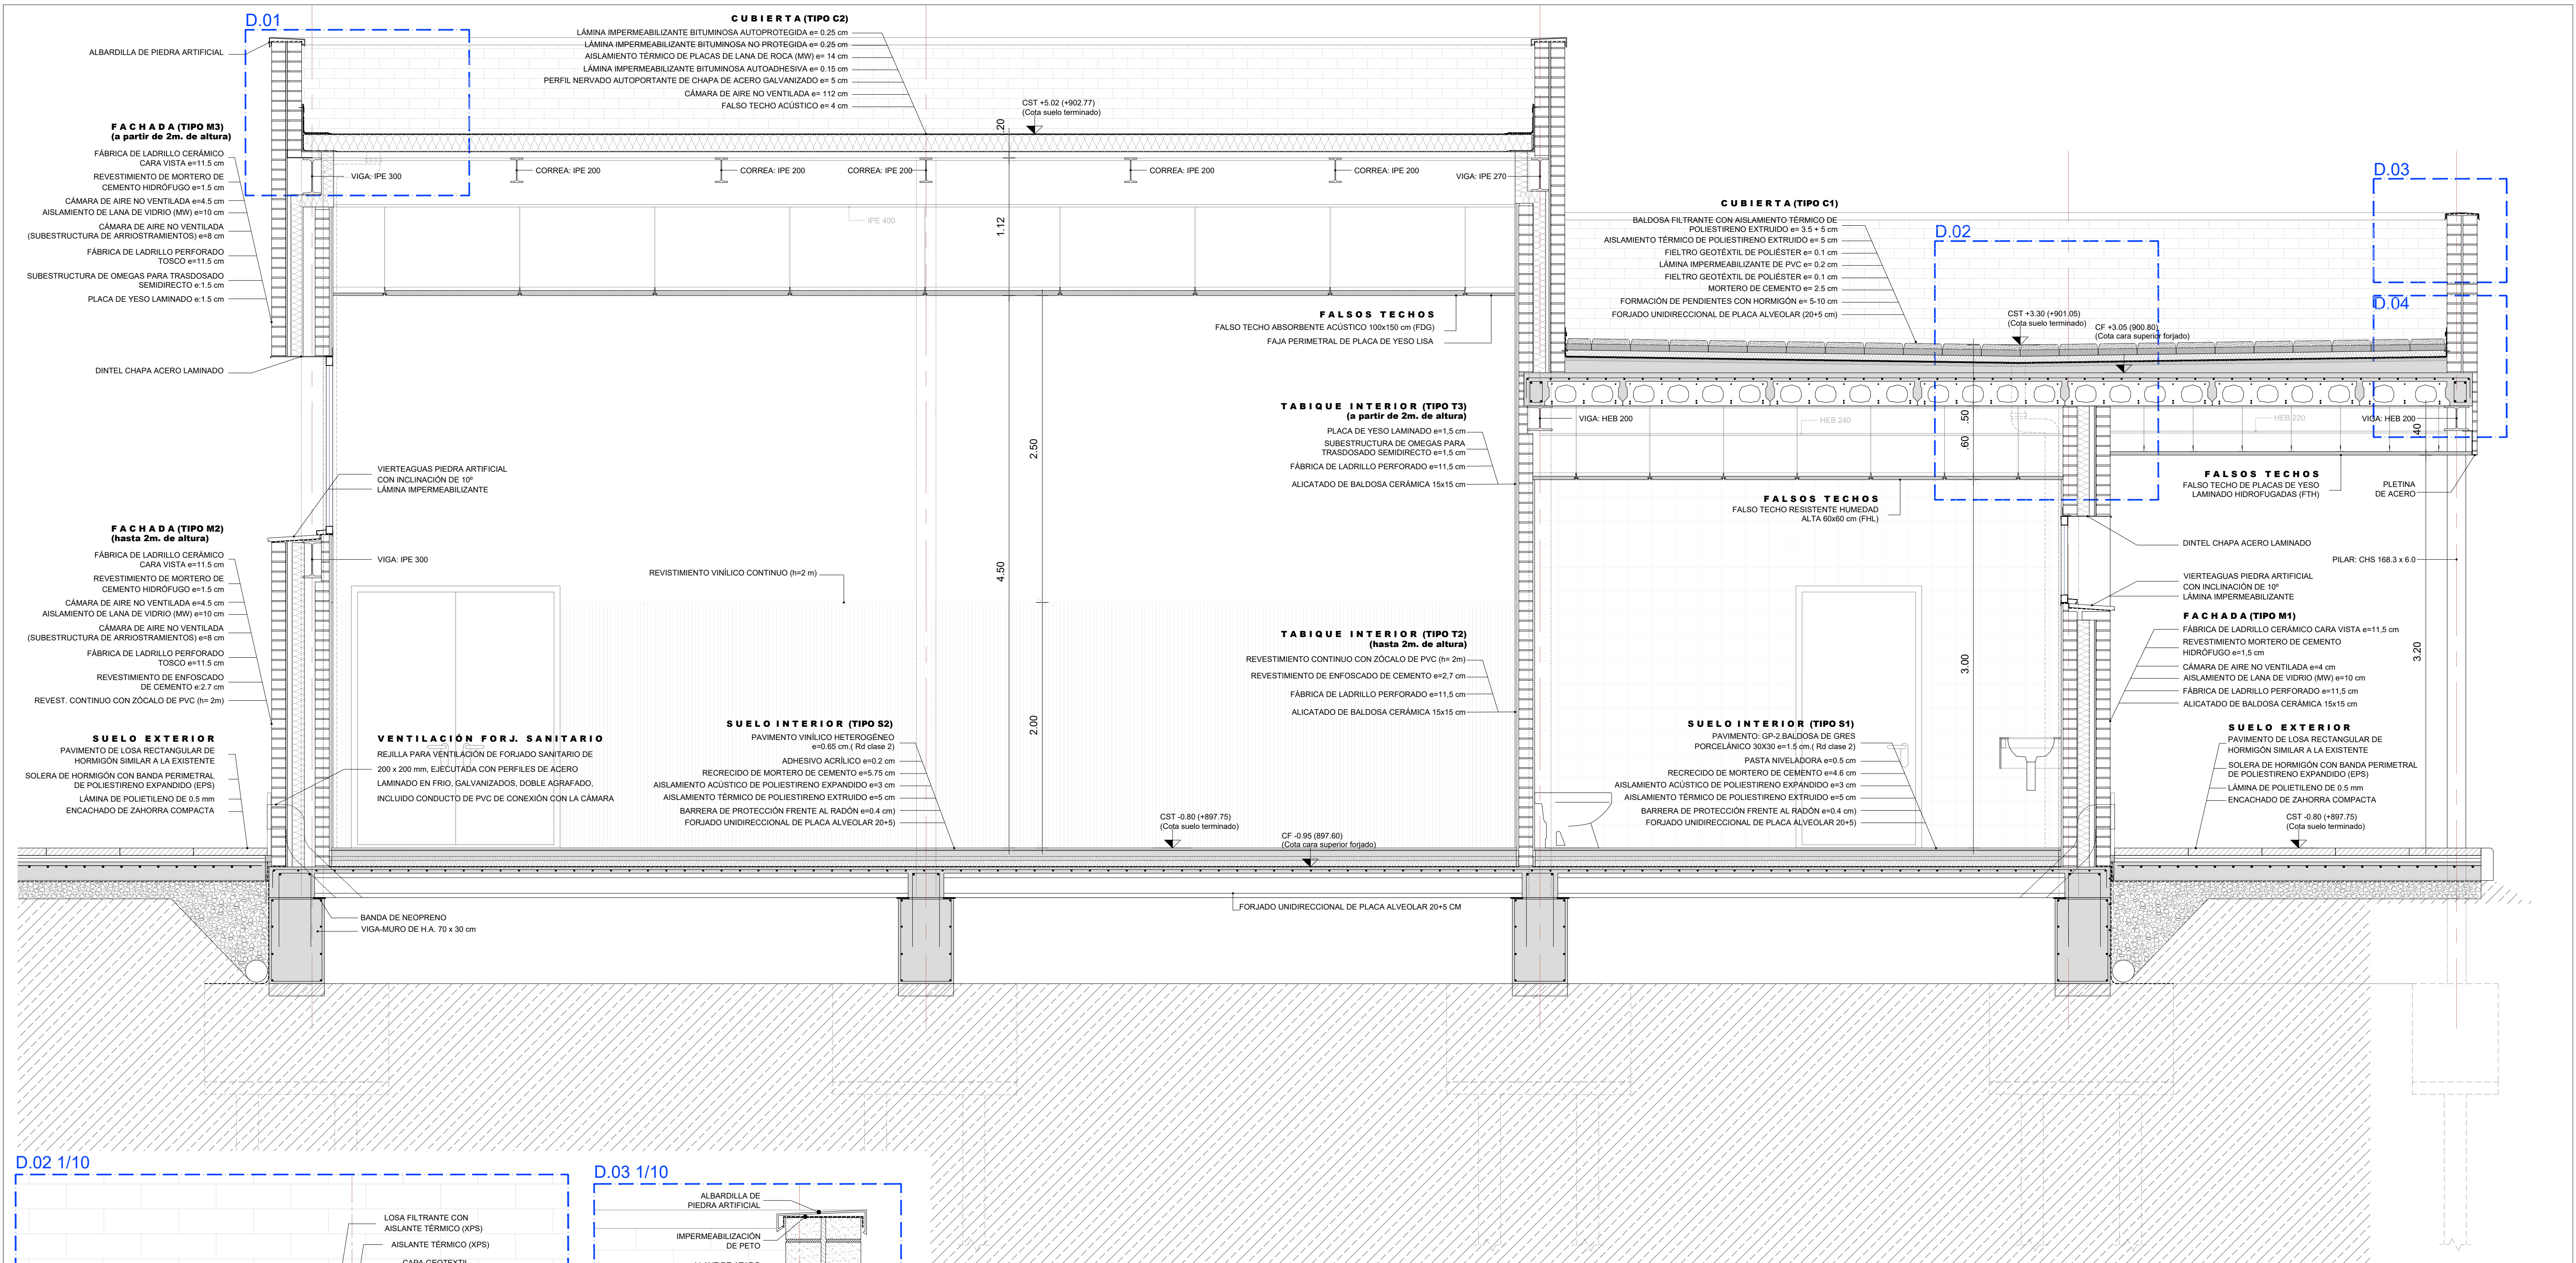 D.01
ALBARDILLA DE PIEDRA ARTIFICIAL
CUBIERTA (TIPO C2)
LÁMINA IMPERMEABILIZANTE BITUMINOSA AUTOPROTEGIDA e= 0.25 cm
LÁMINA IMPERMEABILIZANTE BITUMINOSA NO PROTEGIDA e= 0.25 cm
AISLAMIENTO TÉRMICO DE PLACAS DE LANA DE ROCA (MW) e= 14 cm
LÁMINA IMPERMEABILIZANTE BITUMINOSA AUTOADHESIVA e= 0.15 cm
PERFIL NERVADO AUTOPORTANTE DE CHAPA DE ACERO GALVANIZADO e= 5 cm
CÁMARA DE AIRE NO VENTILADA e= 112 cm
FALSO TECHO ACÚSTICO e= 4 cm
CST +5.02 (+902.77)
(Cota suelo terminado)
.20
1.12
2.50
4.50
2.00
FACHADA (TIPO M3)
(a partir de 2m. de altura)
FÁBRICA DE LADRILLO CERÁMICO
CARA VISTA e=11.5 cm
REVESTIMIENTO DE MORTERO DE
CEMENTO HIDRÓFUGO e=1.5 cm
CÁMARA DE AIRE NO VENTILADA e=4.5 cm
AISLAMIENTO DE LANA DE VIDRIO (MW) e=10 cm
CÁMARA DE AIRE NO VENTILADA
(SUBESTRUCTURA DE ARRIOSTRAMIENTOS) e=8 cm
FÁBRICA DE LADRILLO PERFORADO
TOSCO e=11.5 cm
SUBESTRUCTURA DE OMEGAS PARA TRASDOSADO
SEMIDIRECTO e:1.5 cm
PLACA DE YESO LAMINADO e:1.5 cm
DINTEL CHAPA ACERO LAMINADO
VIGA: IPE 300
CORREA: IPE 200
CORREA: IPE 200
CORREA: IPE 200
CORREA: IPE 200
CORREA: IPE 200
VIGA: IPE 270
IPE 400
FALSOS TECHOS
FALSO TECHO ABSORBENTE ACÚSTICO 100x150 cm (FDG)
FAJA PERIMETRAL DE PLACA DE YESO LISA
CUBIERTA (TIPO C1)
BALDOSA FILTRANTE CON AISLAMIENTO TÉRMICO DE
POLIESTIRENO EXTRUIDO e= 3.5 + 5 cm
AISLAMIENTO TÉRMICO DE POLIESTIRENO EXTRUIDO e= 5 cm
FIELTRO GEOTÉXTIL DE POLIÉSTER e= 0.1 cm
LÁMINA IMPERMEABILIZANTE DE PVC e= 0.2 cm
FIELTRO GEOTÉXTIL DE POLIÉSTER e= 0.1 cm
MORTERO DE CEMENTO e= 2.5 cm
FORMACIÓN DE PENDIENTES CON HORMIGÓN e= 5-10 cm
FORJADO UNIDIRECCIONAL DE PLACA ALVEOLAR (20+5 cm)
D.02
D.03
D.04
CST +3.30 (+901.05)
(Cota suelo terminado)
CF +3.05 (900.80)
(Cota cara superior forjado)
TABIQUE INTERIOR (TIPO T3)
(a partir de 2m. de altura)
PLACA DE YESO LAMINADO e=1,5 cm
SUBESTRUCTURA DE OMEGAS PARA
TRASDOSADO SEMIDIRECTO e=1,5 cm
FÁBRICA DE LADRILLO PERFORADO e=11,5 cm
ALICATADO DE BALDOSA CERÁMICA 15x15 cm
VIGA: HEB 200
HEB 240
.50
.60
HEB 220
VIGA: HEB 200
.40
FALSOS TECHOS
FALSO TECHO DE PLACAS DE YESO
LAMINADO HIDROFUGADAS (FTH)
PLETINA
DE ACERO
FALSOS TECHOS
FALSO TECHO RESISTENTE HUMEDAD
ALTA 60x60 cm (FHL)
VIERTEAGUAS PIEDRA ARTIFICIAL
CON INCLINACIÓN DE 10º
LÁMINA IMPERMEABILIZANTE
FACHADA (TIPO M2)
(hasta 2m. de altura)
FÁBRICA DE LADRILLO CERÁMICO
CARA VISTA e=11.5 cm
REVESTIMIENTO DE MORTERO DE
CEMENTO HIDRÓFUGO e=1.5 cm
CÁMARA DE AIRE NO VENTILADA e=4.5 cm
AISLAMIENTO DE LANA DE VIDRIO (MW) e=10 cm
CÁMARA DE AIRE NO VENTILADA
(SUBESTRUCTURA DE ARRIOSTRAMIENTOS) e=8 cm
FÁBRICA DE LADRILLO PERFORADO
TOSCO e=11.5 cm
REVESTIMIENTO DE ENFOSCADO
DE CEMENTO e:2.7 cm
REVEST. CONTINUO CON ZÓCALO DE PVC (h= 2m)
VIGA: IPE 300
REVISTIMIENTO VINÍLICO CONTINUO (h=2 m)
TABIQUE INTERIOR (TIPO T2)
(hasta 2m. de altura)
REVESTIMIENTO CONTINUO CON ZÓCALO DE PVC (h= 2m)
REVESTIMIENTO DE ENFOSCADO DE CEMENTO e=2,7 cm
FÁBRICA DE LADRILLO PERFORADO e=11,5 cm
ALICATADO DE BALDOSA CERÁMICA 15x15 cm
DINTEL CHAPA ACERO LAMINADO
PILAR: CHS 168.3 x 6.0
VIERTEAGUAS PIEDRA ARTIFICIAL
CON INCLINACIÓN DE 10º
LÁMINA IMPERMEABILIZANTE
FACHADA (TIPO M1)
FÁBRICA DE LADRILLO CERÁMICO CARA VISTA e=11,5 cm
REVESTIMIENTO MORTERO DE CEMENTO
HIDRÓFUGO e=1,5 cm
CÁMARA DE AIRE NO VENTILADA e=4 cm
AISLAMIENTO DE LANA DE VIDRIO (MW) e=10 cm
FÁBRICA DE LADRILLO PERFORADO e=11,5 cm
ALICATADO DE BALDOSA CERÁMICA 15x15 cm
3.00
3.20
SUELO EXTERIOR
PAVIMENTO DE LOSA RECTANGULAR DE
HORMIGÓN SIMILAR A LA EXISTENTE
SOLERA DE HORMIGÓN CON BANDA PERIMETRAL
DE POLIESTIRENO EXPANDIDO (EPS)
LÁMINA DE POLIETILENO DE 0.5 mm
ENCACHADO DE ZAHORRA COMPACTA
VENTILACIÓN FORJ. SANITARIO
REJILLA PARA VENTILACIÓN DE FORJADO SANITARIO DE
200 x 200 mm, EJECUTADA CON PERFILES DE ACERO
LAMINADO EN FRIO, GALVANIZADOS, DOBLE AGRAFADO,
INCLUIDO CONDUCTO DE PVC DE CONEXIÓN CON LA CÁMARA
SUELO INTERIOR (TIPO S2)
PAVIMENTO VINÍLICO HETEROGÉNEO
e=0.65 cm.( Rd clase 2)
ADHESIVO ACRÍLICO e=0.2 cm
RECRECIDO DE MORTERO DE CEMENTO e=5.75 cm
AISLAMIENTO ACÚSTICO DE POLIESTIRENO EXPANDIDO e=3 cm
AISLAMIENTO TÉRMICO DE POLIESTIRENO EXTRUIDO e=5 cm
BARRERA DE PROTECCIÓN FRENTE AL RADÓN e=0.4 cm)
FORJADO UNIDIRECCIONAL DE PLACA ALVEOLAR 20+5)
CST -0.80 (+897.75)
(Cota suelo terminado)
CF -0.95 (897.60)
(Cota cara superior forjado)
SUELO INTERIOR (TIPO S1)
PAVIMENTO: GP-2.BALDOSA DE GRES
PORCELÁNICO 30X30 e=1.5 cm.( Rd clase 2)
PASTA NIVELADORA e=0.5 cm
RECRECIDO DE MORTERO DE CEMENTO e=4.6 cm
AISLAMIENTO ACÚSTICO DE POLIESTIRENO EXPANDIDO e=3 cm
AISLAMIENTO TÉRMICO DE POLIESTIRENO EXTRUIDO e=5 cm
BARRERA DE PROTECCIÓN FRENTE AL RADÓN e=0.4 cm)
FORJADO UNIDIRECCIONAL DE PLACA ALVEOLAR 20+5)
SUELO EXTERIOR
PAVIMENTO DE LOSA RECTANGULAR DE
HORMIGÓN SIMILAR A LA EXISTENTE
SOLERA DE HORMIGÓN CON BANDA PERIMETRAL
DE POLIESTIRENO EXPANDIDO (EPS)
LÁMINA DE POLIETILENO DE 0.5 mm
ENCACHADO DE ZAHORRA COMPACTA
CST -0.80 (+897.75)
(Cota suelo terminado)
BANDA DE NEOPRENO
VIGA-MURO DE H.A. 70 x 30 cm
FORJADO UNIDIRECCIONAL DE PLACA ALVEOLAR 20+5 CM
D.02 1/10
LOSA FILTRANTE CON
AISLANTE TÉRMICO (XPS)
AISLANTE TÉRMICO (XPS)
CAPA GEOTEXTIL
D.03 1/10
ALBARDILLA DE
PIEDRA ARTIFICIAL
IMPERMEABILIZACIÓN
DE PETO